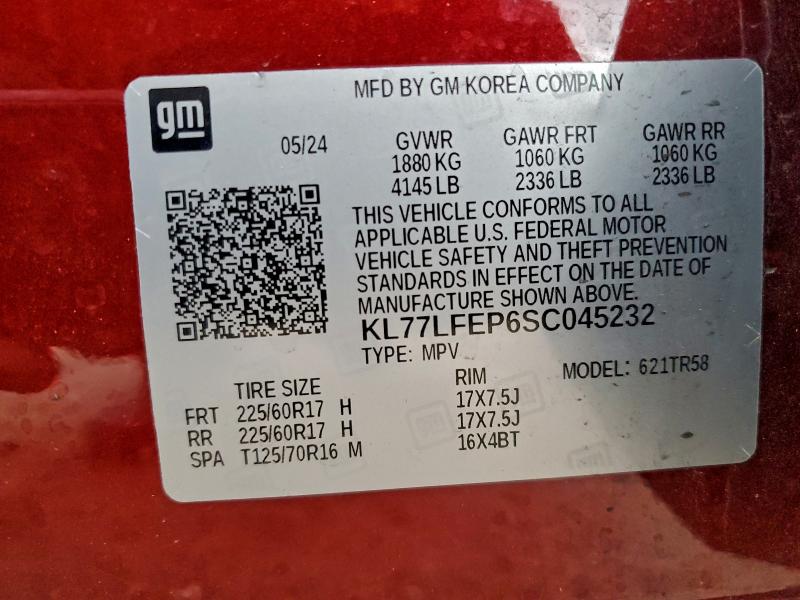 gm
MFD BY GM KOREA COMPANY
05/24
GVWR GAWR FRT GAWR RR
1880 KG 1060 KG 1060 KG
4145 LB 2336 LB 2336 LB
THIS VEHICLE CONFORMS TO ALL
APPLICABLE U.S. FEDERAL MOTOR
VEHICLE SAFETY AND THEFT PREVENTION
STANDARDS IN EFFECT ON THE DATE OF
MANUFACTURE SHOWN ABOVE.
KL77LFEP6SC045232
TYPE: MPV MODEL: 621TR58
TIRE SIZE RIM
FRT 225/60R17 H 17X7.5J
RR 225/60R17 H 17X7.5J
SPA T125/70R16 M 16X4BT